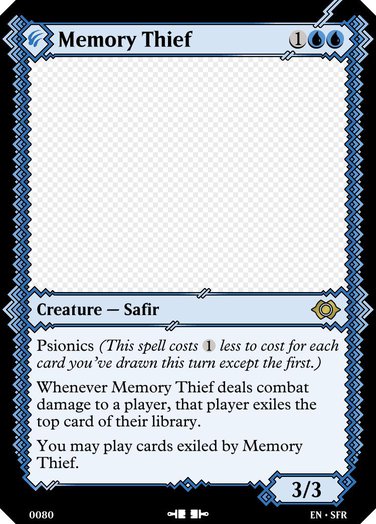 Memory Thief 1
Creature — Safir
Psionics (This spell costs 1 less to cost for each
card you've drawn this turn except the first.)
Whenever Memory Thief deals combat
damage to a player, that player exiles the
top card of their library.
You may play cards exiled by Memory
Thief.
3/3
0080
EN • SFR